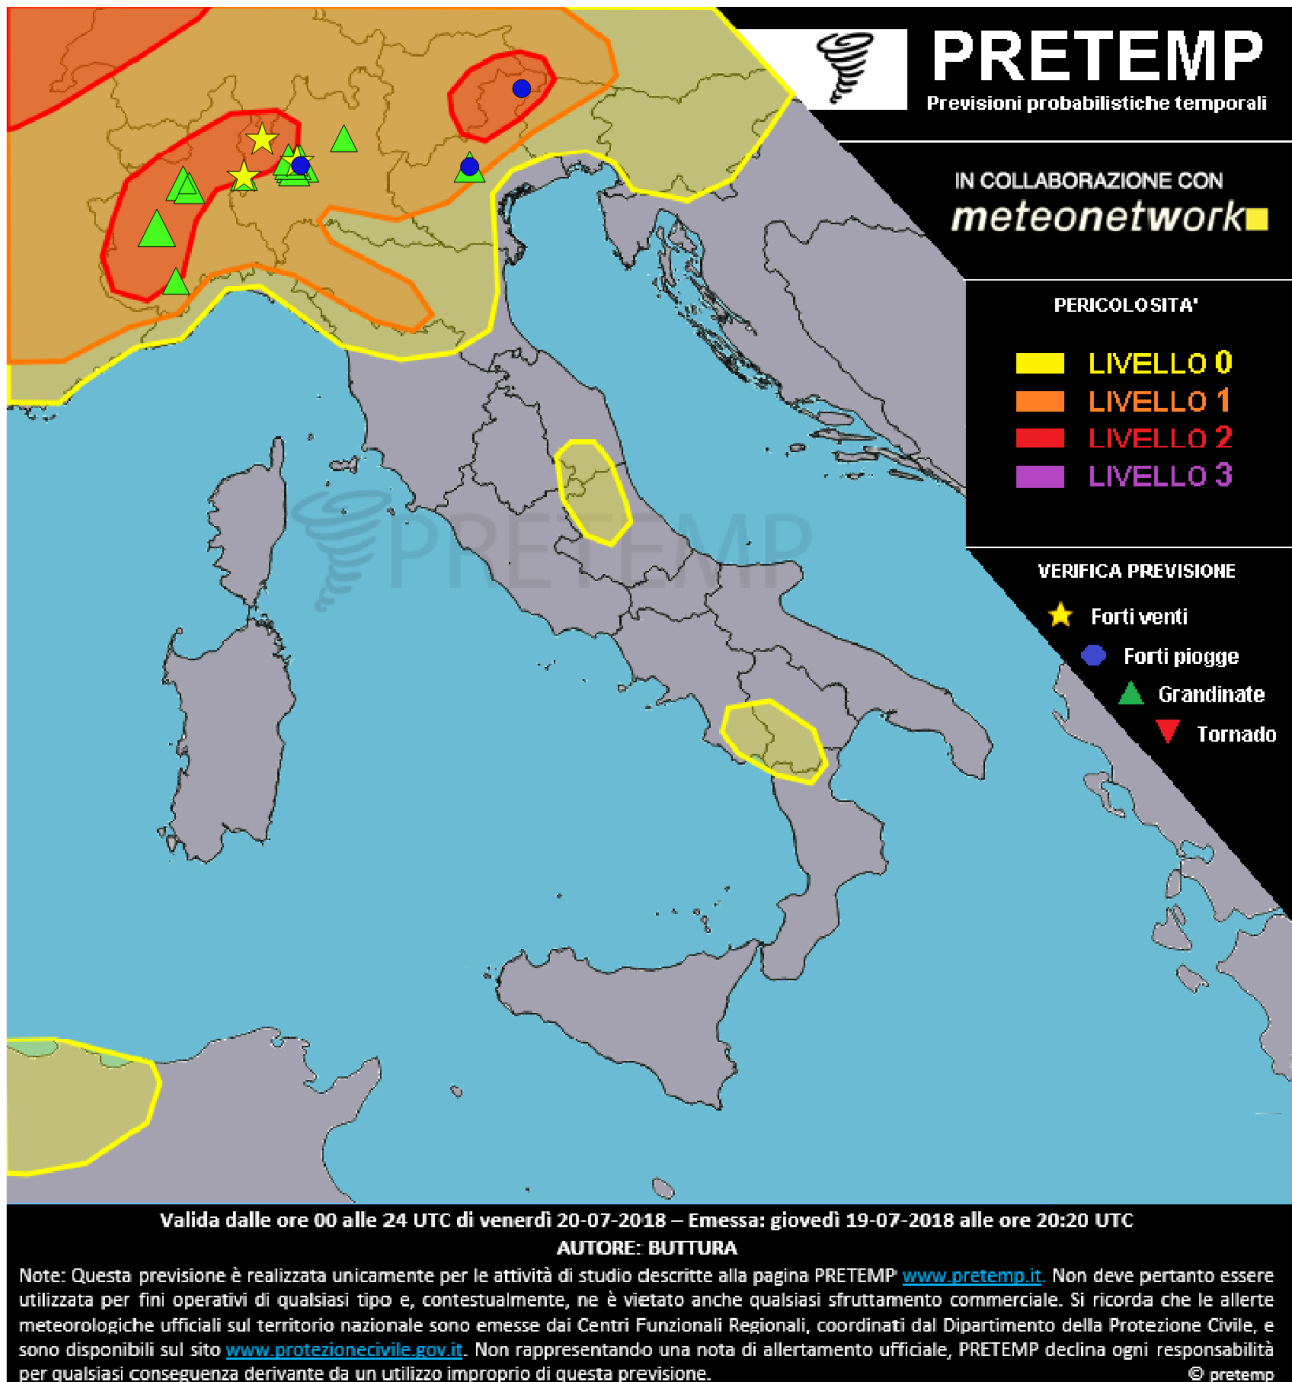 PRETEMP
Previsioni probabilistiche temporali
IN COLLABORAZIONE CON
meteonetwork
PERICOLOSITA'
LIVELLO 0
LIVELLO 1
LIVELLO 2
LIVELLO 3
PRETEMP
VERIFICA PREVISIONE
Forti venti
Forti piogge
Grandinate
Tornado
Valida dalle ore 00 alle 24 UTC di venerdì 20-07-2018 – Emessa: giovedì 19-07-2018 alle ore 20:20 UTC
AUTORE: BUTTURA
Note: Questa previsione è realizzata unicamente per le attività di studio descritte alla pagina PRETEMP www.pretemp.it. Non deve pertanto essere
utilizzata per fini operativi di qualsiasi tipo e, contestualmente, ne è vietato anche qualsiasi sfruttamento commerciale. Si ricorda che le allerte
meteorologiche ufficiali sul territorio nazionale sono emesse dai Centri Funzionali Regionali, coordinati dal Dipartimento della Protezione Civile, e
sono disponibili sul sito www.protezionecivile.gov.it. Non rappresentando una nota di allertamento ufficiale, PRETEMP declina ogni responsabilità
per qualsiasi conseguenza derivante da un utilizzo improprio di questa previsione. © pretemp